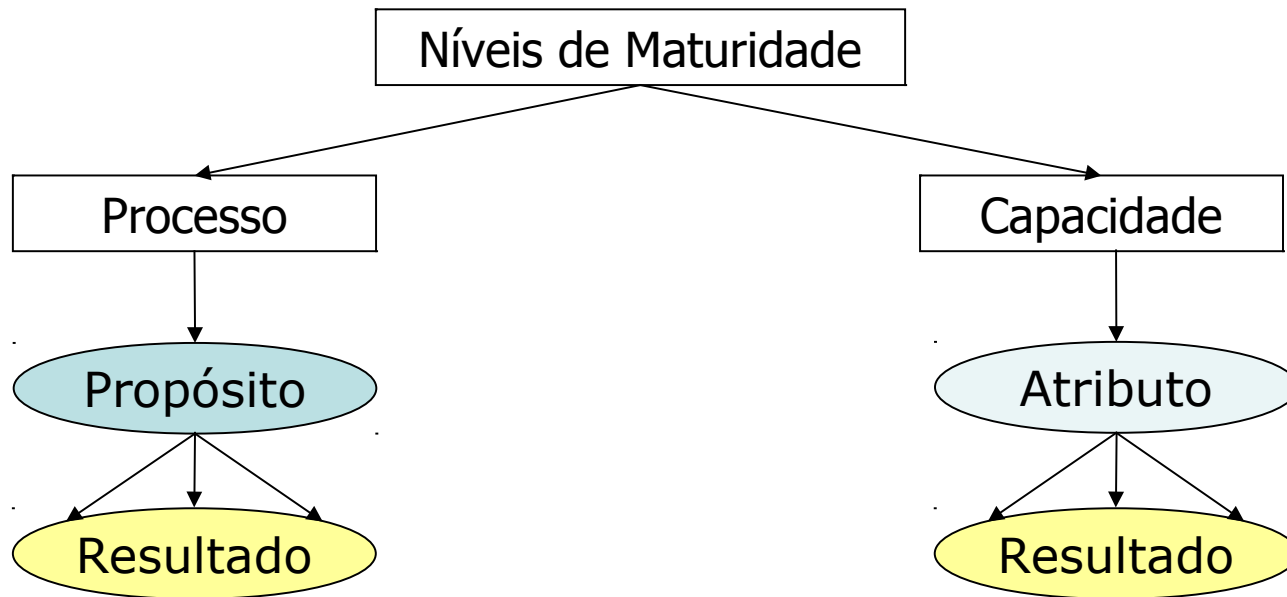 Níveis de Maturidade
Processo
Capacidade
Propósito
Atributo
Resultado
Resultado